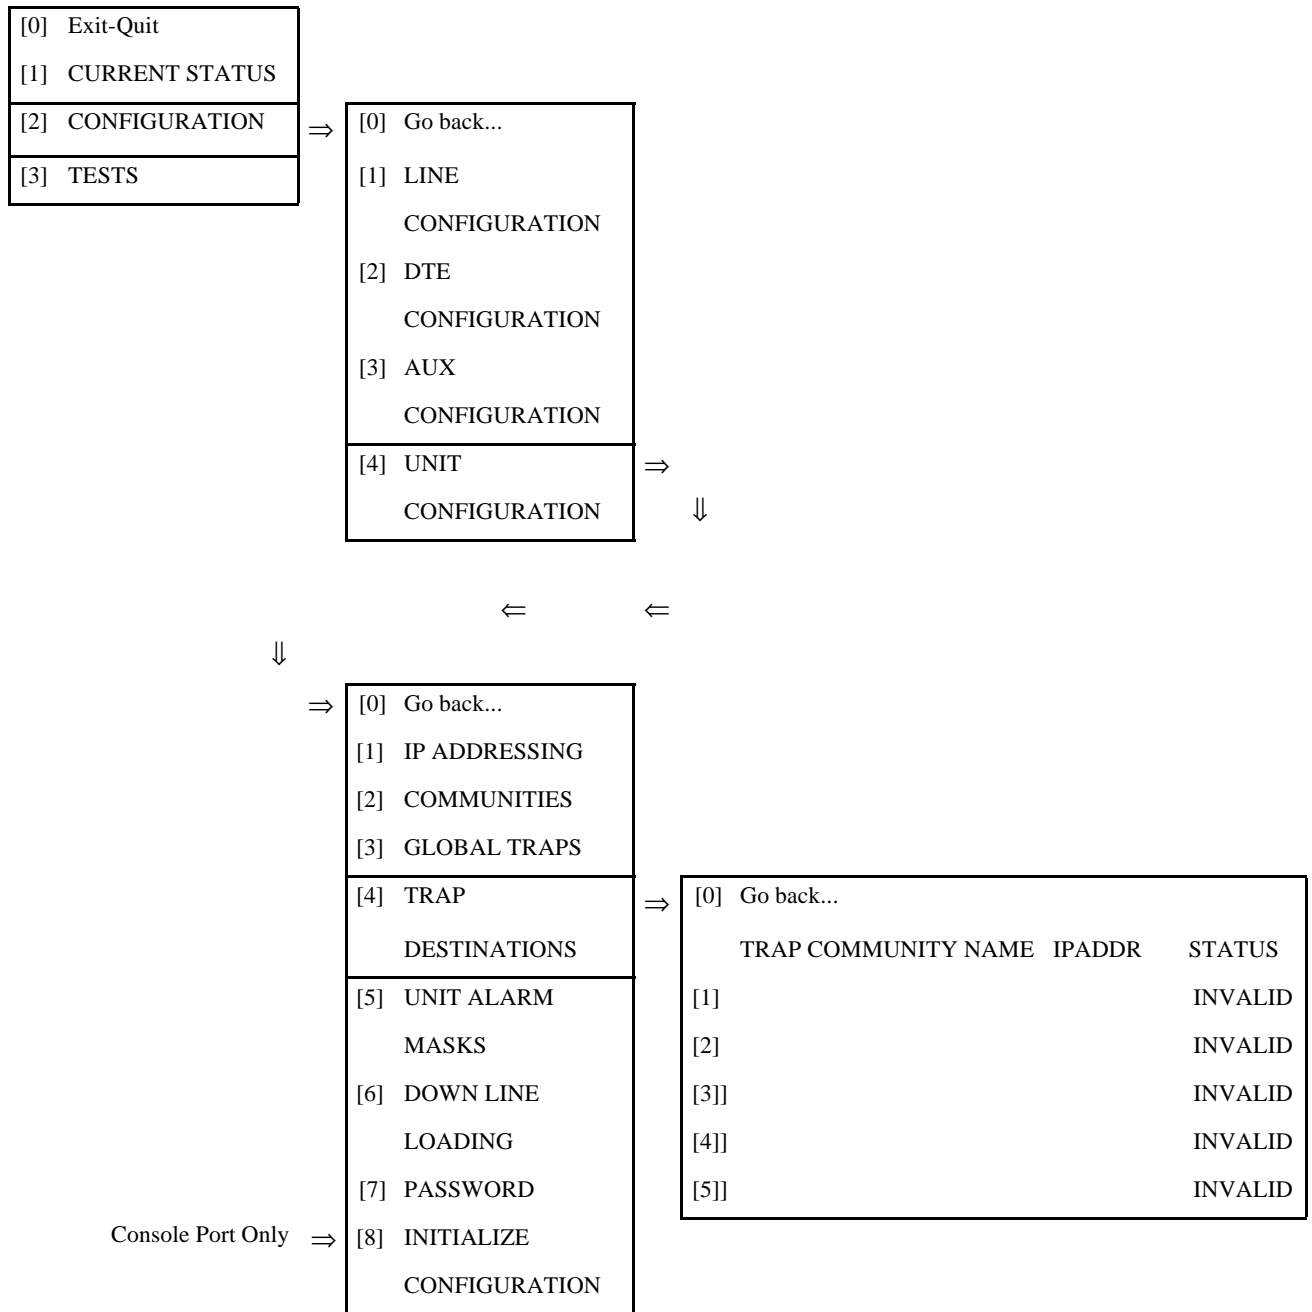 [0] Exit-Quit
[1] CURRENT STATUS
[2] CONFIGURATION ⇒
[3] TESTS
[0] Go back...
[1] LINE
CONFIGURATION
[2] DTE
CONFIGURATION
[3] AUX
CONFIGURATION
[4] UNIT ⇒
CONFIGURATION ⇓
⇐ ⇐
⇓
⇒ [0] Go back...
[1] IP ADDRESSING
[2] COMMUNITIES
[3] GLOBAL TRAPS
[4] TRAP ⇒
DESTINATIONS
[5] UNIT ALARM
MASKS
[6] DOWN LINE
LOADING
[7] PASSWORD
Console Port Only ⇒ [8] INITIALIZE
CONFIGURATION
[0] Go back...
TRAP COMMUNITY NAME IPADDR STATUS
[1] INVALID
[2] INVALID
[3]] INVALID
[4]] INVALID
[5]] INVALID